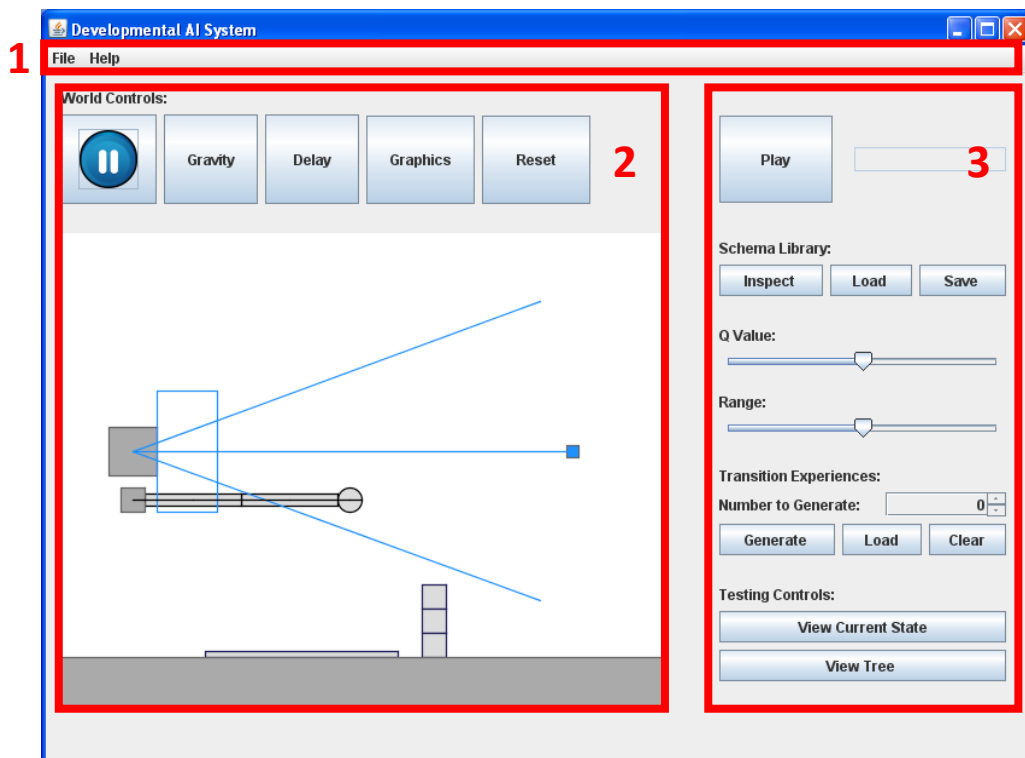 Developmental AI System
1
File Help
World Controls:
Gravity Delay Graphics Reset
2
Play
3
Schema Library:
Inspect Load Save
Q Value:
Range:
Transition Experiences:
Number to Generate: 0
Generate Load Clear
Testing Controls:
View Current State
View Tree